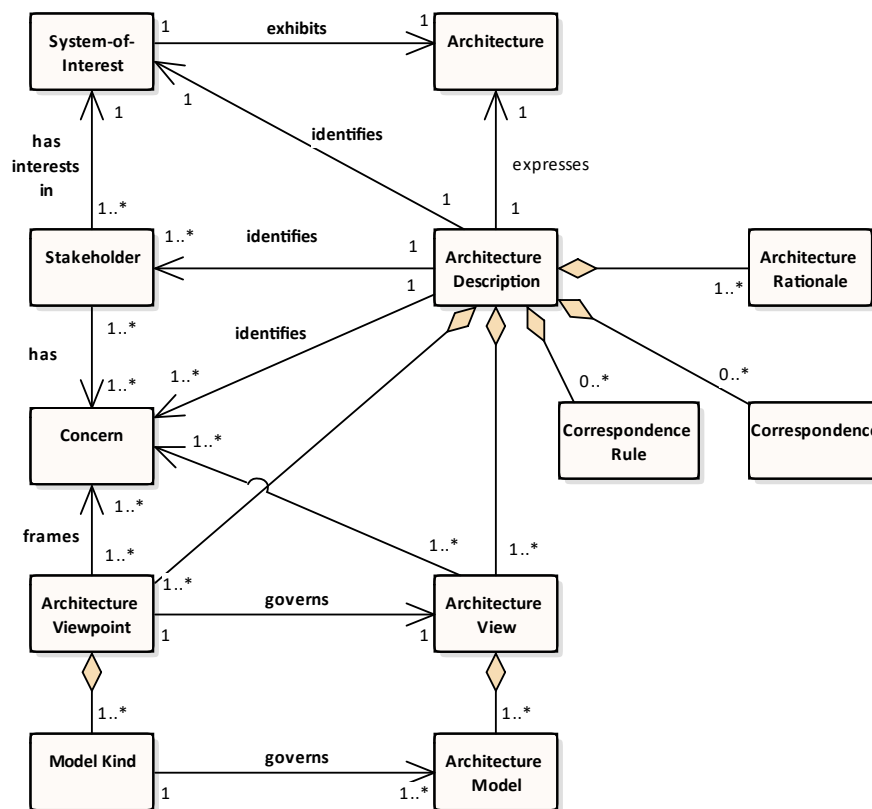 System-of-
Interest
1
exhibits
1
Architecture
1
1
1
has
interests
in
identifies
expresses
1..*
1
1
Stakeholder
1..*
identifies
1
Architecture
Description
Architecture
Rationale
1..*
1..*
1
has
identifies
1..*
1..*
0..*
0..*
Concern
1..*
Correspondence
Rule
Correspondence
1..*
frames
1..*
1..*
1..*
1..*
Architecture
Viewpoint
governs
1
1
Architecture
View
1..*
1..*
Model Kind
governs
1
1..*
Architecture
Model